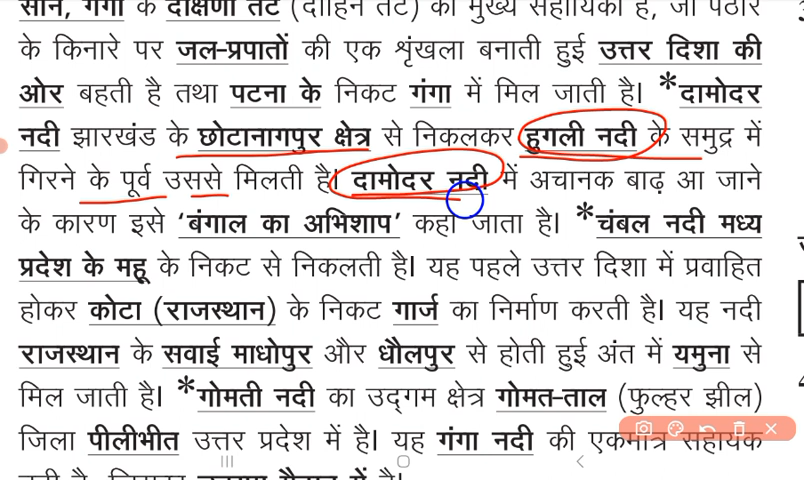 सोन, गंगा के दक्षिणी तट (दाहिने तट) की मुख्य सहायिका है, जो पठार
के किनारे पर जल-प्रपातों की एक शृंखला बनाती हुई उत्तर दिशा की
ओर बहती है तथा पटना के निकट गंगा में मिल जाती है। *दामोदर
नदी झारखंड के छोटानागपुर क्षेत्र से निकलकर हुगली नदी के समुद्र में
गिरने के पूर्व उससे मिलती है। दामोदर नदी में अचानक बाढ़ आ जाने
के कारण इसे ‘बंगाल का अभिशाप’ कहा जाता है। *चंबल नदी मध्य
प्रदेश के महू के निकट से निकलती है। यह पहले उत्तर दिशा में प्रवाहित
होकर कोटा (राजस्थान) के निकट गार्ज का निर्माण करती है। यह नदी
राजस्थान के सवाई माधोपुर और धौलपुर से होती हुई अंत में यमुना से
मिल जाती है। *गोमती नदी का उद्गम क्षेत्र गोमत-ताल (फुल्हर झील)
जिला पीलीभीत उत्तर प्रदेश में है। यह गंगा नदी की एकमात्र सहायक